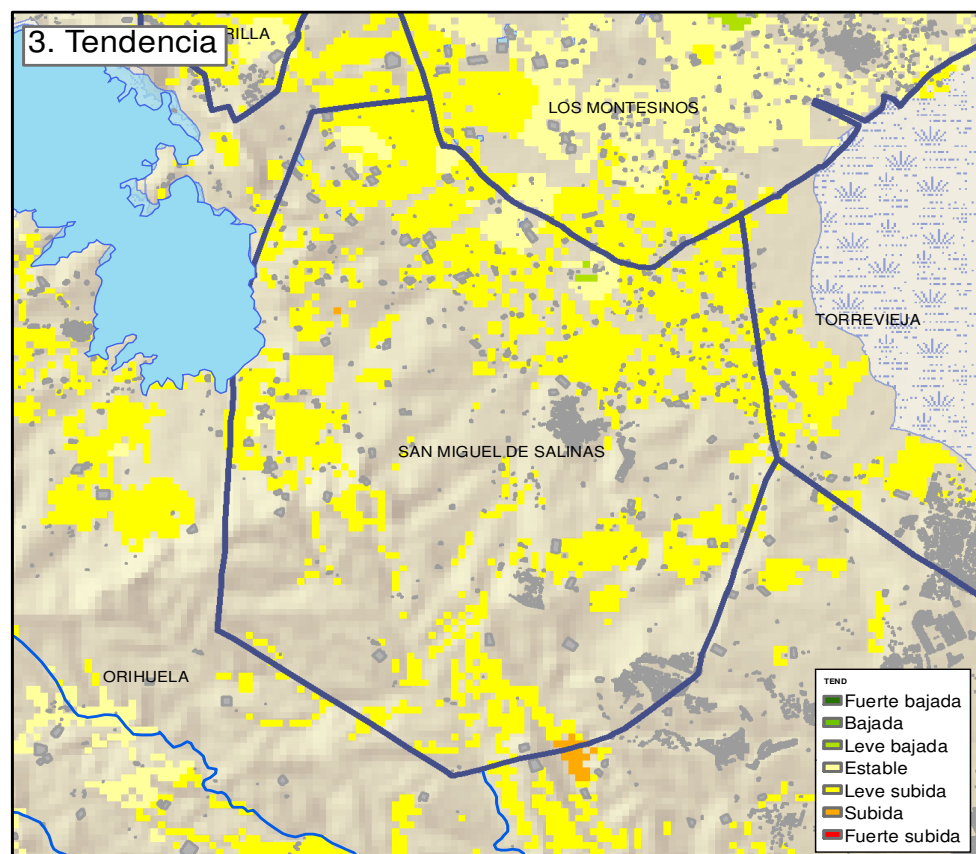 3. Tendencia
RILLA
LOS MONTESINOS
TORREVIEJA
SAN MIGUEL DE SALINAS
ORIHUELA
TEND
Fuerte bajada
Bajada
Leve bajada
Estable
Leve subida
Subida
Fuerte subida